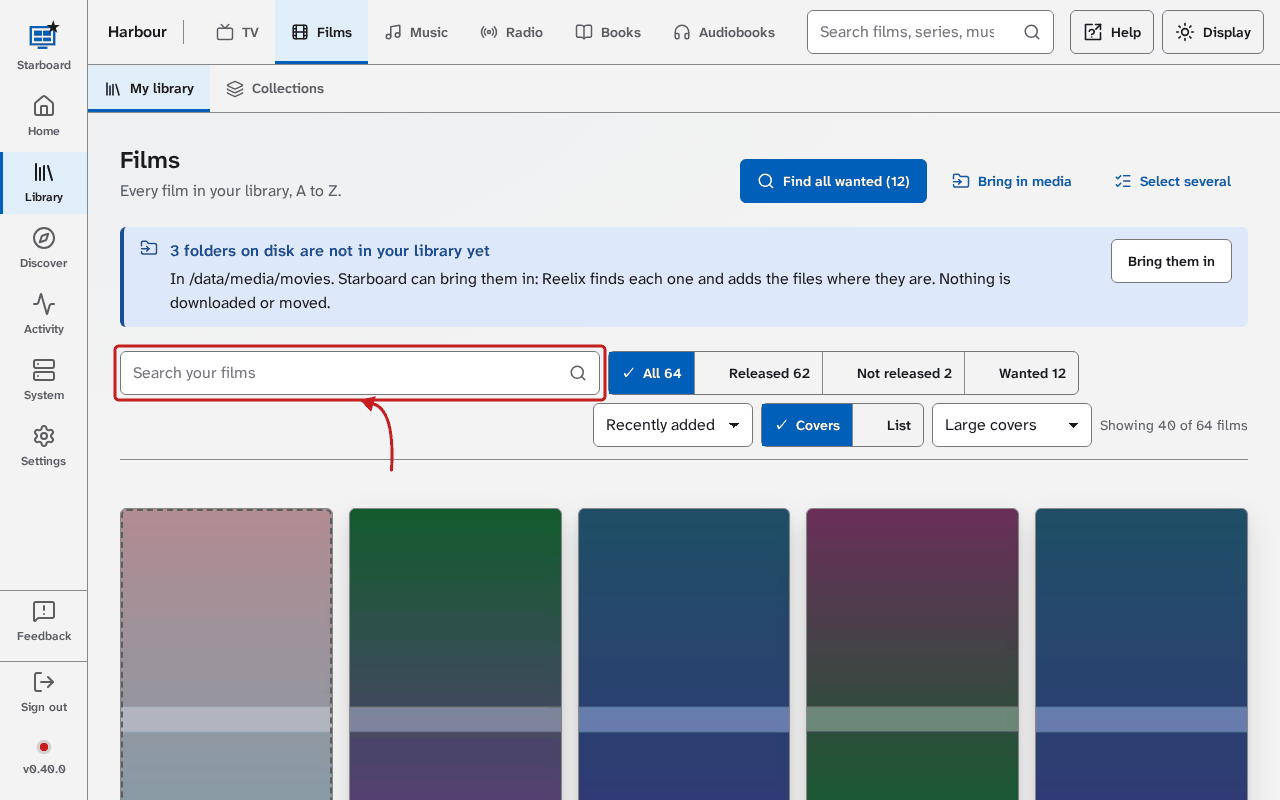 Starboard
Home
Library
Discover
Activity
System
Settings
Feedback
Sign out
v0.40.0
Harbour
TV
Films
Music
Radio
Books
Audiobooks
Search films, series, mus
Help
Display
My library
Collections
Films
Every film in your library, A to Z.
Find all wanted (12)
Bring in media
Select several
3 folders on disk are not in your library yet
In /data/media/movies. Starboard can bring them in: Reelix finds each one and adds the files where they are. Nothing is
downloaded or moved.
Bring them in
Search your films
✓ All 64
Released 62
Not released 2
Wanted 12
Recently added
✓ Covers
List
Large covers
Showing 40 of 64 films